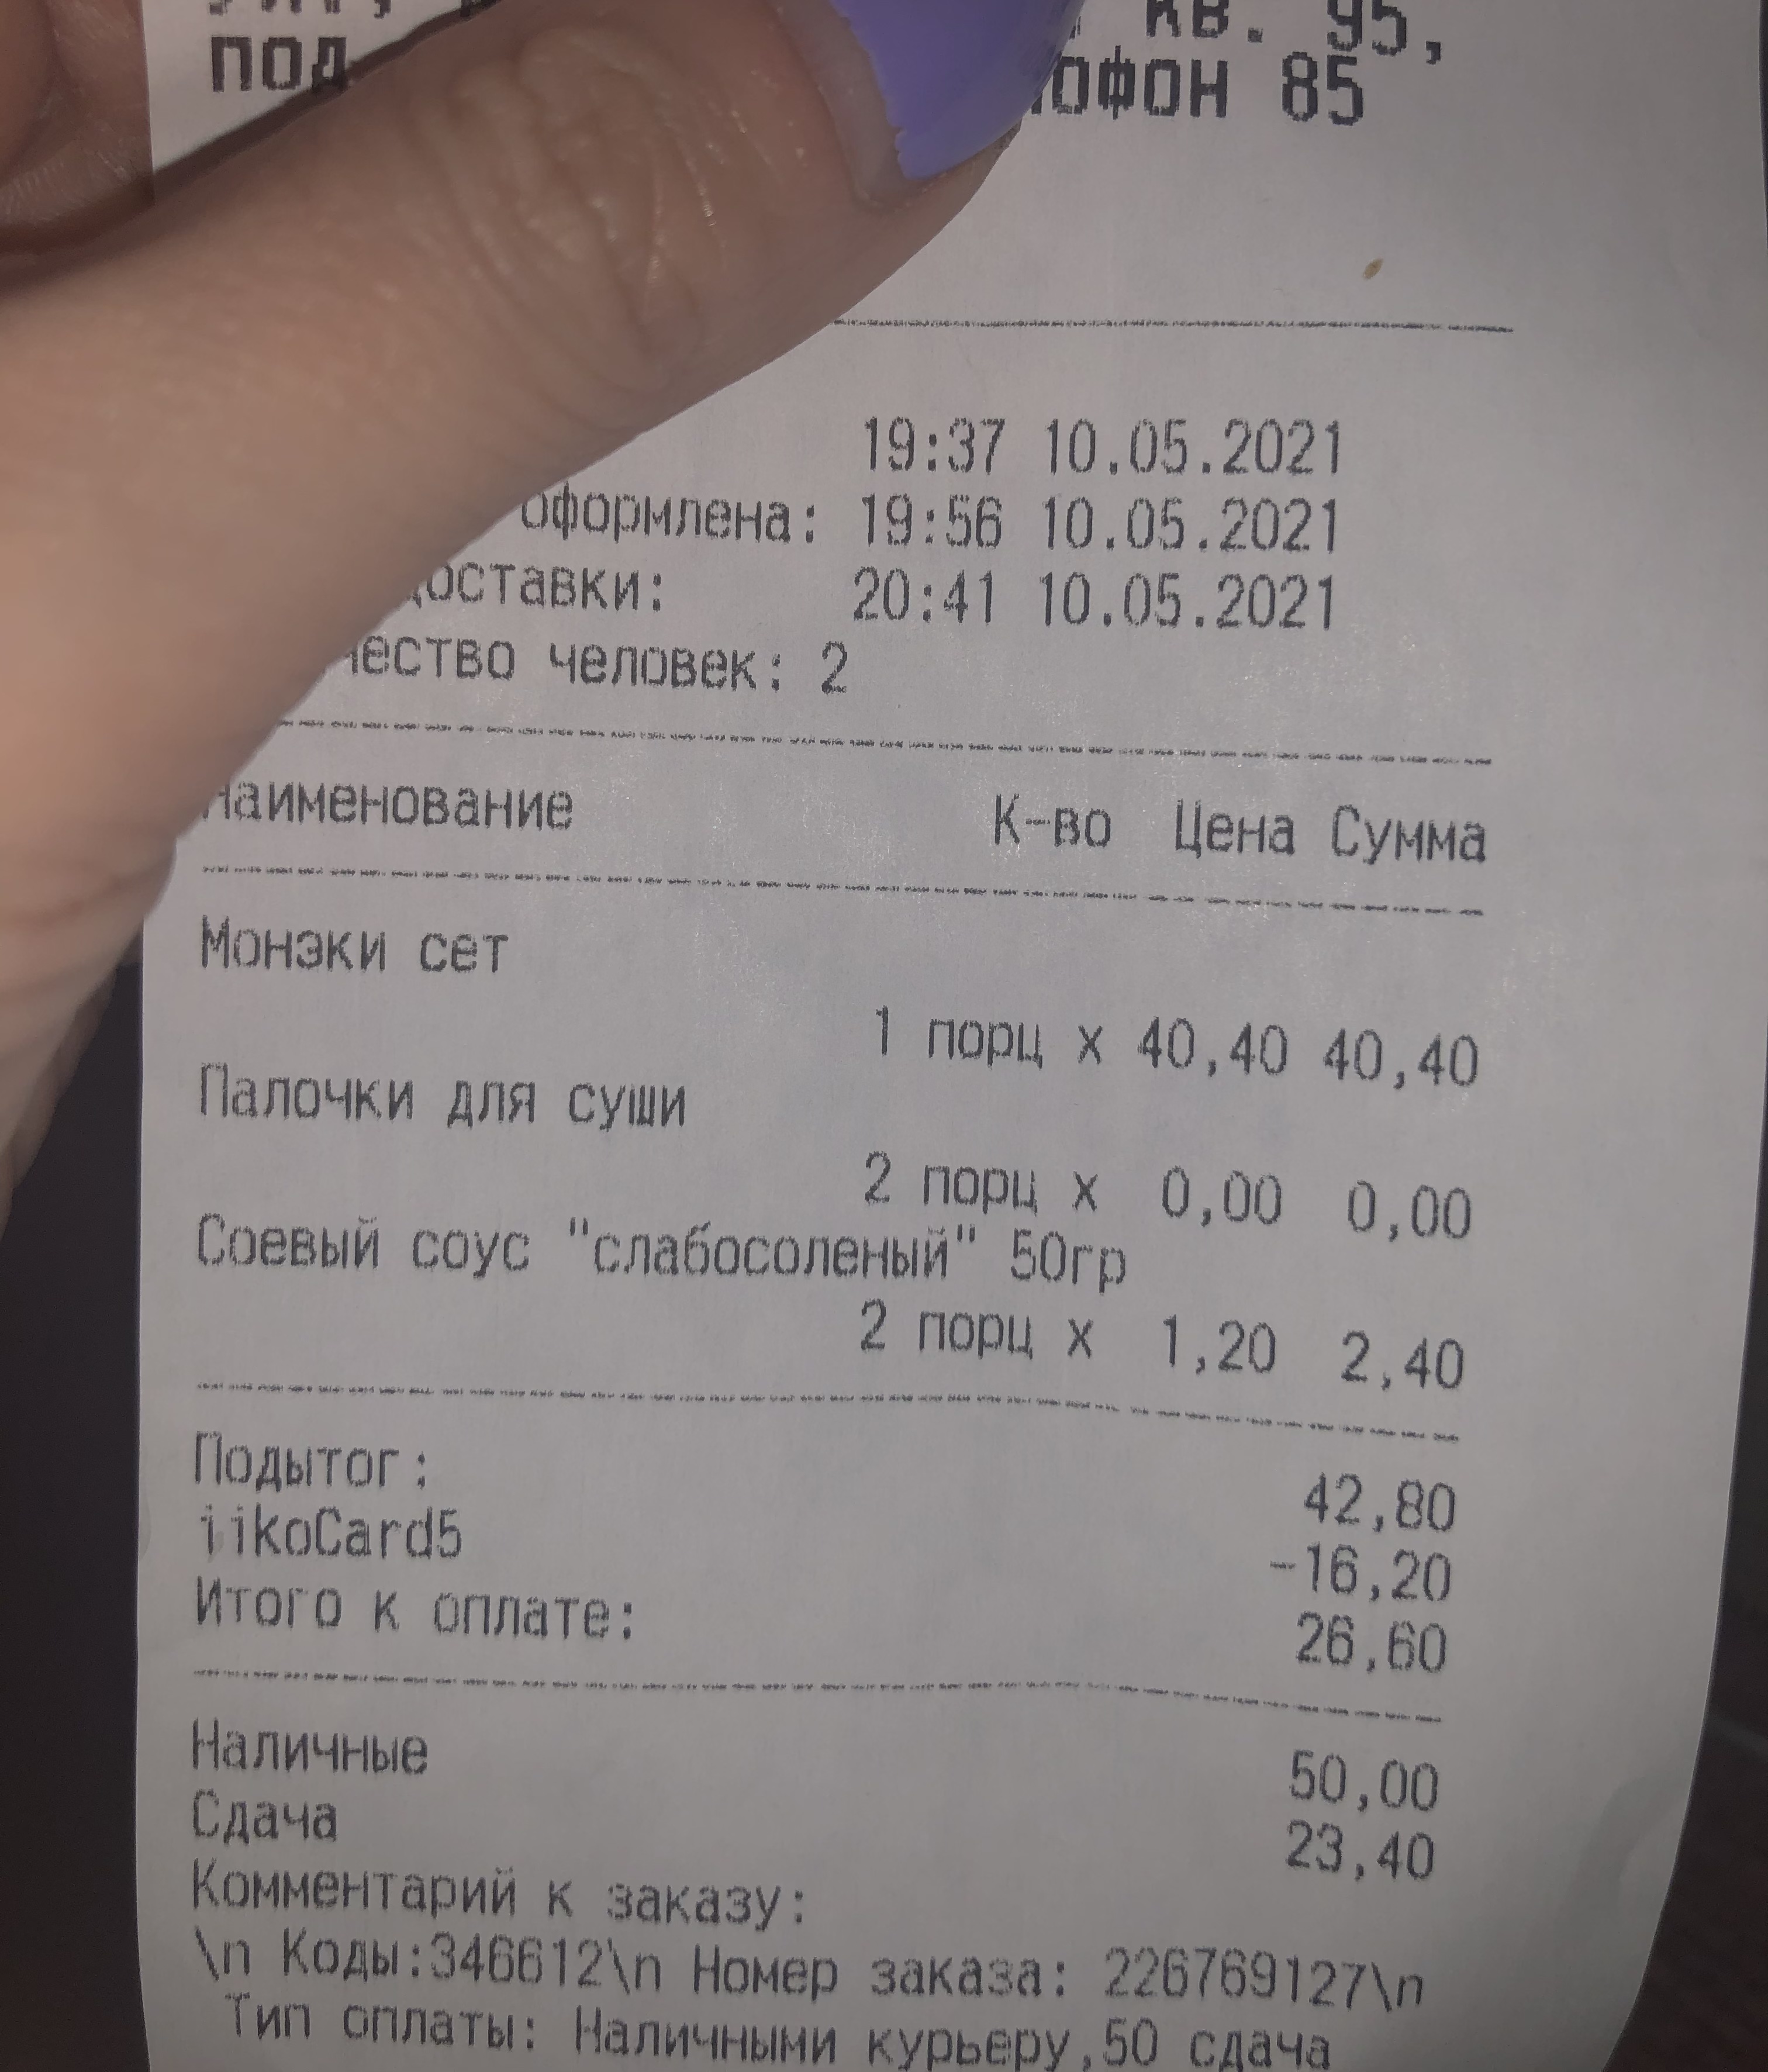 под
кв. 95,
офон 85
19:37 10.05.2021
оформлена: 19:56 10.05.2021
доставки: 20:41 10.05.2021
чество человек: 2
Наименование К-во Цена Сумма
Монэки сет
1 порц x 40,40 40,40
Палочки для суши
2 порц x 0,00 0,00
Соевый соус "слабосоленый" 50гр
2 порц x 1,20 2,40
Подытог: 42,80
iikoCard5 -16,20
Итого к оплате: 26,60
Наличные 50,00
Сдача 23,40
Комментарий к заказу:
\n Коды:346612\n Номер заказа: 226769127\n
Тип оплаты: Наличными курьеру,50 сдача